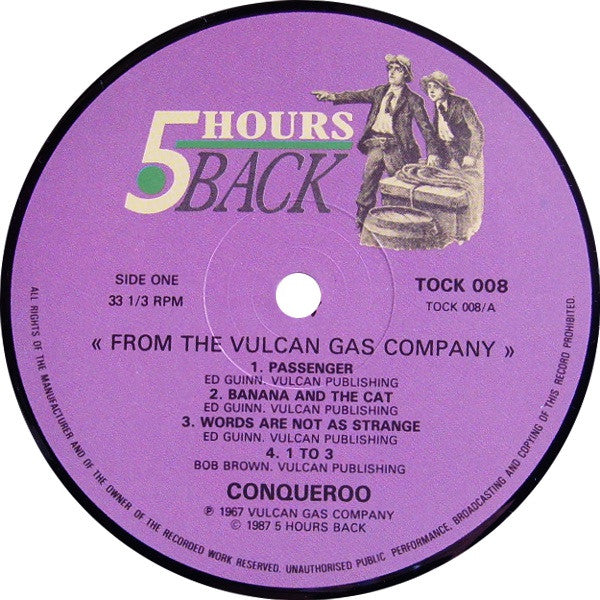 5 HOURS
BACK
SIDE ONE
33 1/3 RPM
TOCK 008
TOCK 008/A
« FROM THE VULCAN GAS COMPANY »
1. PASSENGER
ED GUINN. VULCAN PUBLISHING
2. BANANA AND THE CAT
ED GUINN. VULCAN PUBLISHING
3. WORDS ARE NOT AS STRANGE
ED GUINN. VULCAN PUBLISHING
4. 1 TO 3
BOB BROWN. VULCAN PUBLISHING
CONQUEROO
℗ 1967 VULCAN GAS COMPANY
© 1987 5 HOURS BACK
ALL RIGHTS OF THE MANUFACTURER AND OF THE OWNER OF THE RECORDED WORK RESERVED. UNAUTHORISED PUBLIC PERFORMANCE, BROADCASTING AND COPYING OF THIS RECORD PROHIBITED.